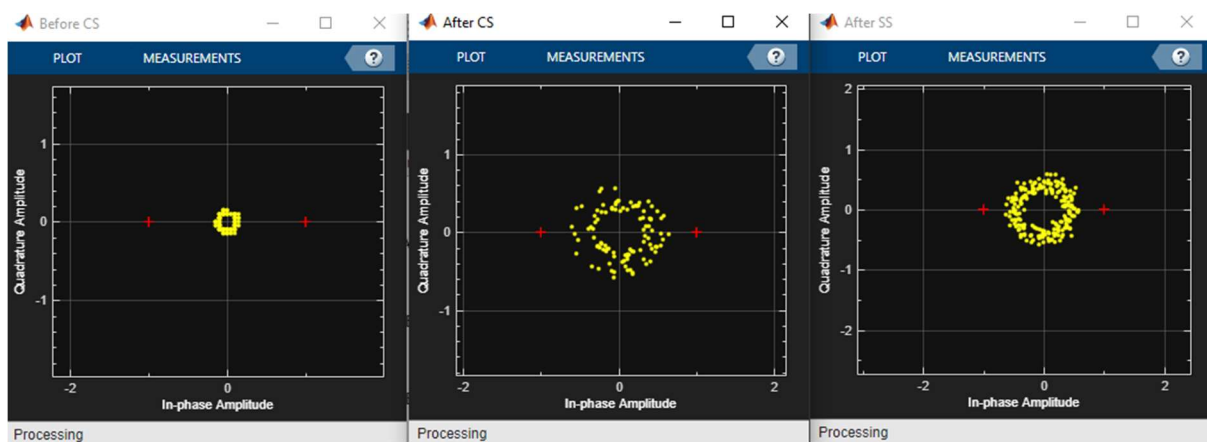 Before CS
PLOT MEASUREMENTS ?
Quadrature Amplitude
1
0
-1
-2 0
In-phase Amplitude
Processing
After CS
PLOT MEASUREMENTS ?
Quadrature Amplitude
1
0
-1
-2 0 2
In-phase Amplitude
Processing
After SS
PLOT MEASUREMENTS ?
Quadrature Amplitude
2
1
0
-1
-2
-2 0 2
In-phase Amplitude
Processing